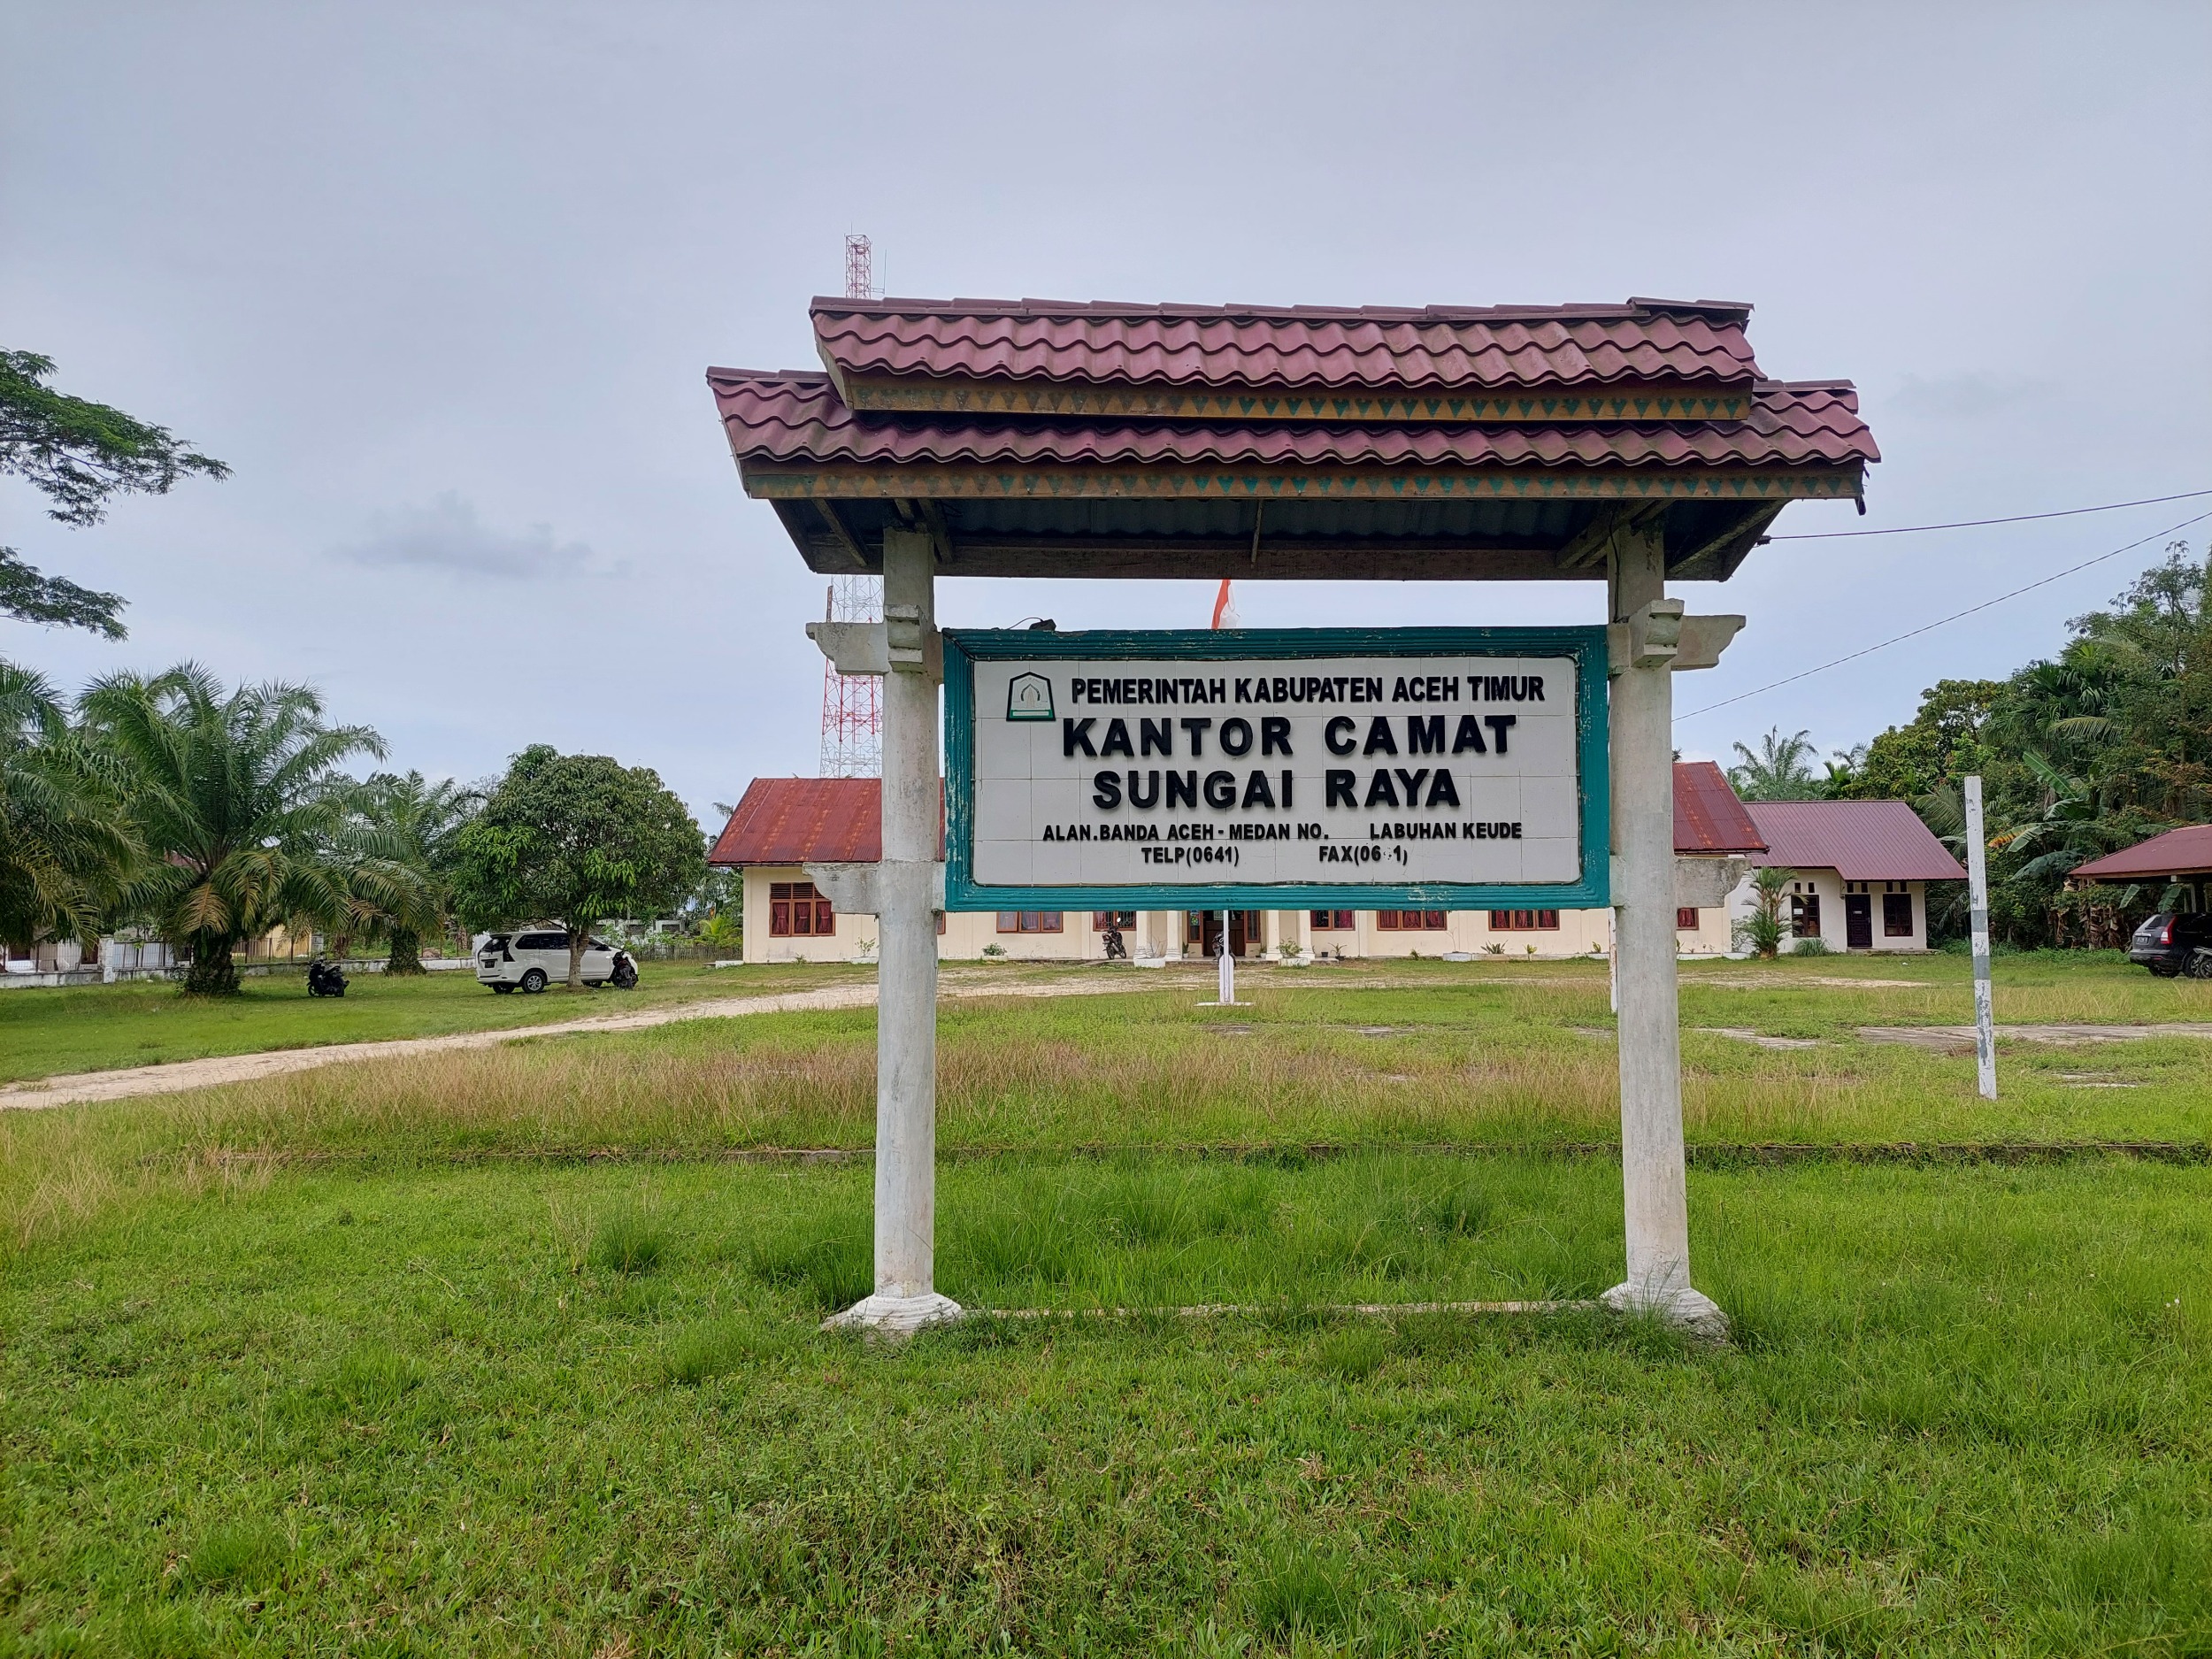 PEMERINTAH KABUPATEN ACEH TIMUR
KANTOR CAMAT
SUNGAI RAYA
ALAN.BANDA ACEH - MEDAN NO. LABUHAN KEUDE
TELP(0641) FAX(06 1)